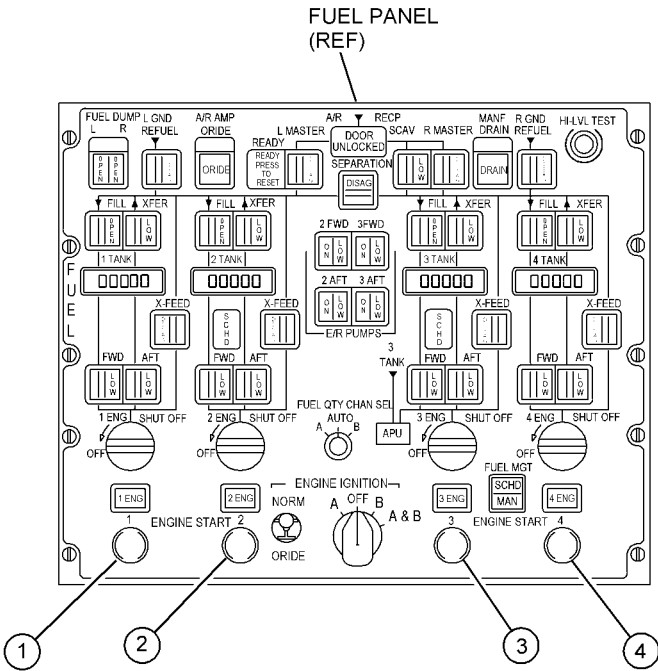 FUEL PANEL
(REF)
FUEL DUMP L GND A/R AMP A/R RECP MANF R GND HI-LVL TEST
L R REFUEL ORIDE L MASTER SCAV R MASTER DRAIN REFUEL
READY DOOR UNLOCKED
OPEN OPEN ORIDE READY PRESS TO RESET LOW DRAIN
SEPARATION
DISAG
FILL XFER FILL XFER FILL XFER FILL XFER
OPEN LOW OPEN LOW OPEN LOW OPEN LOW
2 FWD 3FWD
ON LOW ON LOW
1 TANK 2 TANK 3 TANK 4 TANK
00000 00000 00000 00000
FUEL
2 AFT 3 AFT
ON LOW ON LOW
X-FEED X-FEED X-FEED X-FEED
SCHD SCHD
E/R PUMPS
3
TANK
FWD AFT FWD AFT FWD AFT FWD AFT
LOW LOW LOW LOW LOW LOW LOW LOW
FUEL QTY CHAN SEL
AUTO
A B
APU
1 ENG SHUT OFF 2 ENG SHUT OFF 3 ENG SHUT OFF 4 ENG SHUT OFF
OFF OFF OFF OFF
FUEL MGT
SCHD
MAN
ENGINE IGNITION
1 ENG 2 ENG 3 ENG 4 ENG
NORM A OFF B A & B
1 ENGINE START 2 3 ENGINE START 4
ORIDE
1 2 3 4